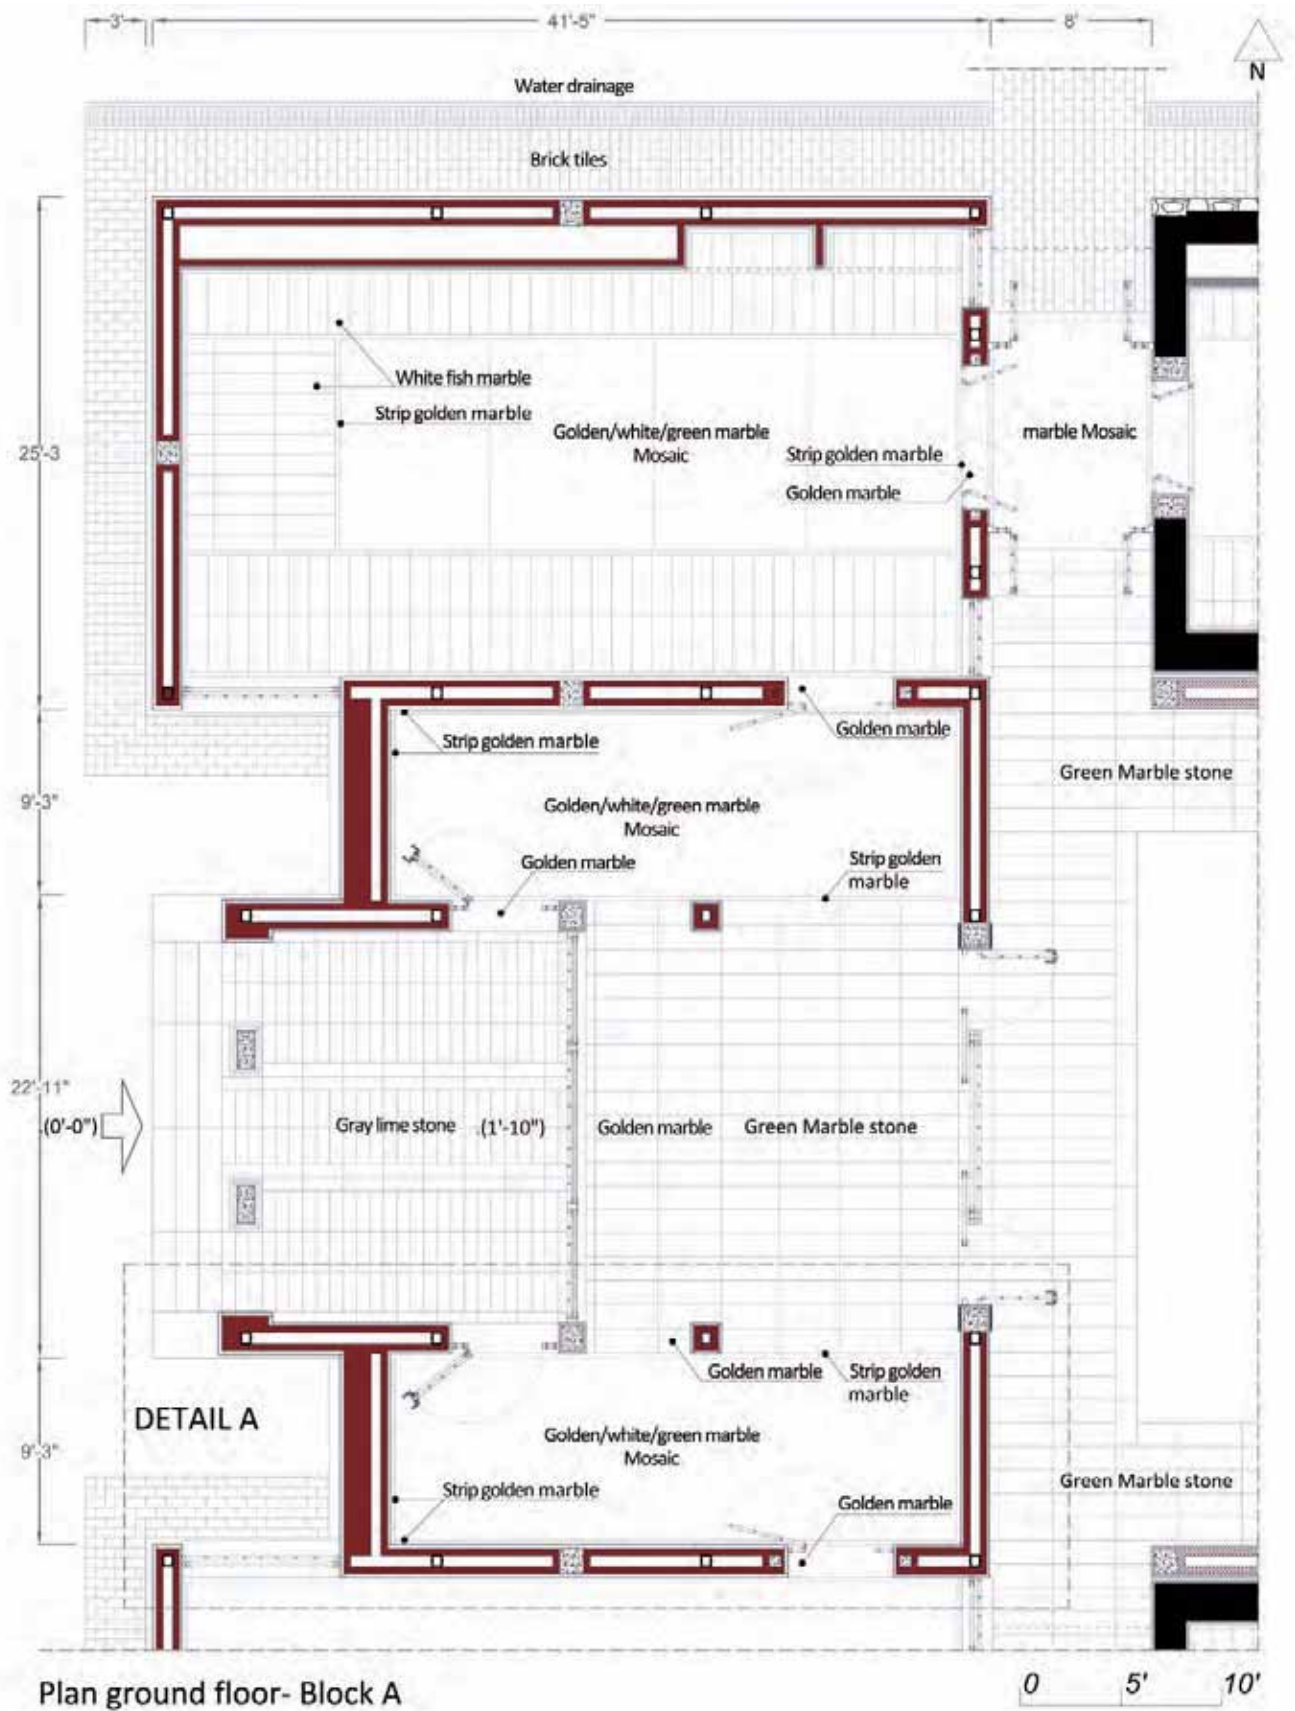 3'
41'-5"
8'
N
Water drainage
Brick tiles
White fish marble
Strip golden marble
Golden/white/green marble
Mosaic
Strip golden marble
Golden marble
marble Mosaic
25'-3
Strip golden marble
Golden marble
Green Marble stone
9'-3"
Golden/white/green marble
Mosaic
Golden marble
Strip golden
marble
22'-11"
(0'-0")
Gray lime stone
(1'-10")
Golden marble
Green Marble stone
Golden marble
Strip golden
marble
DETAIL A
9'-3"
Golden/white/green marble
Mosaic
Green Marble stone
Strip golden marble
Golden marble
Plan ground floor- Block A
0
5'
10'